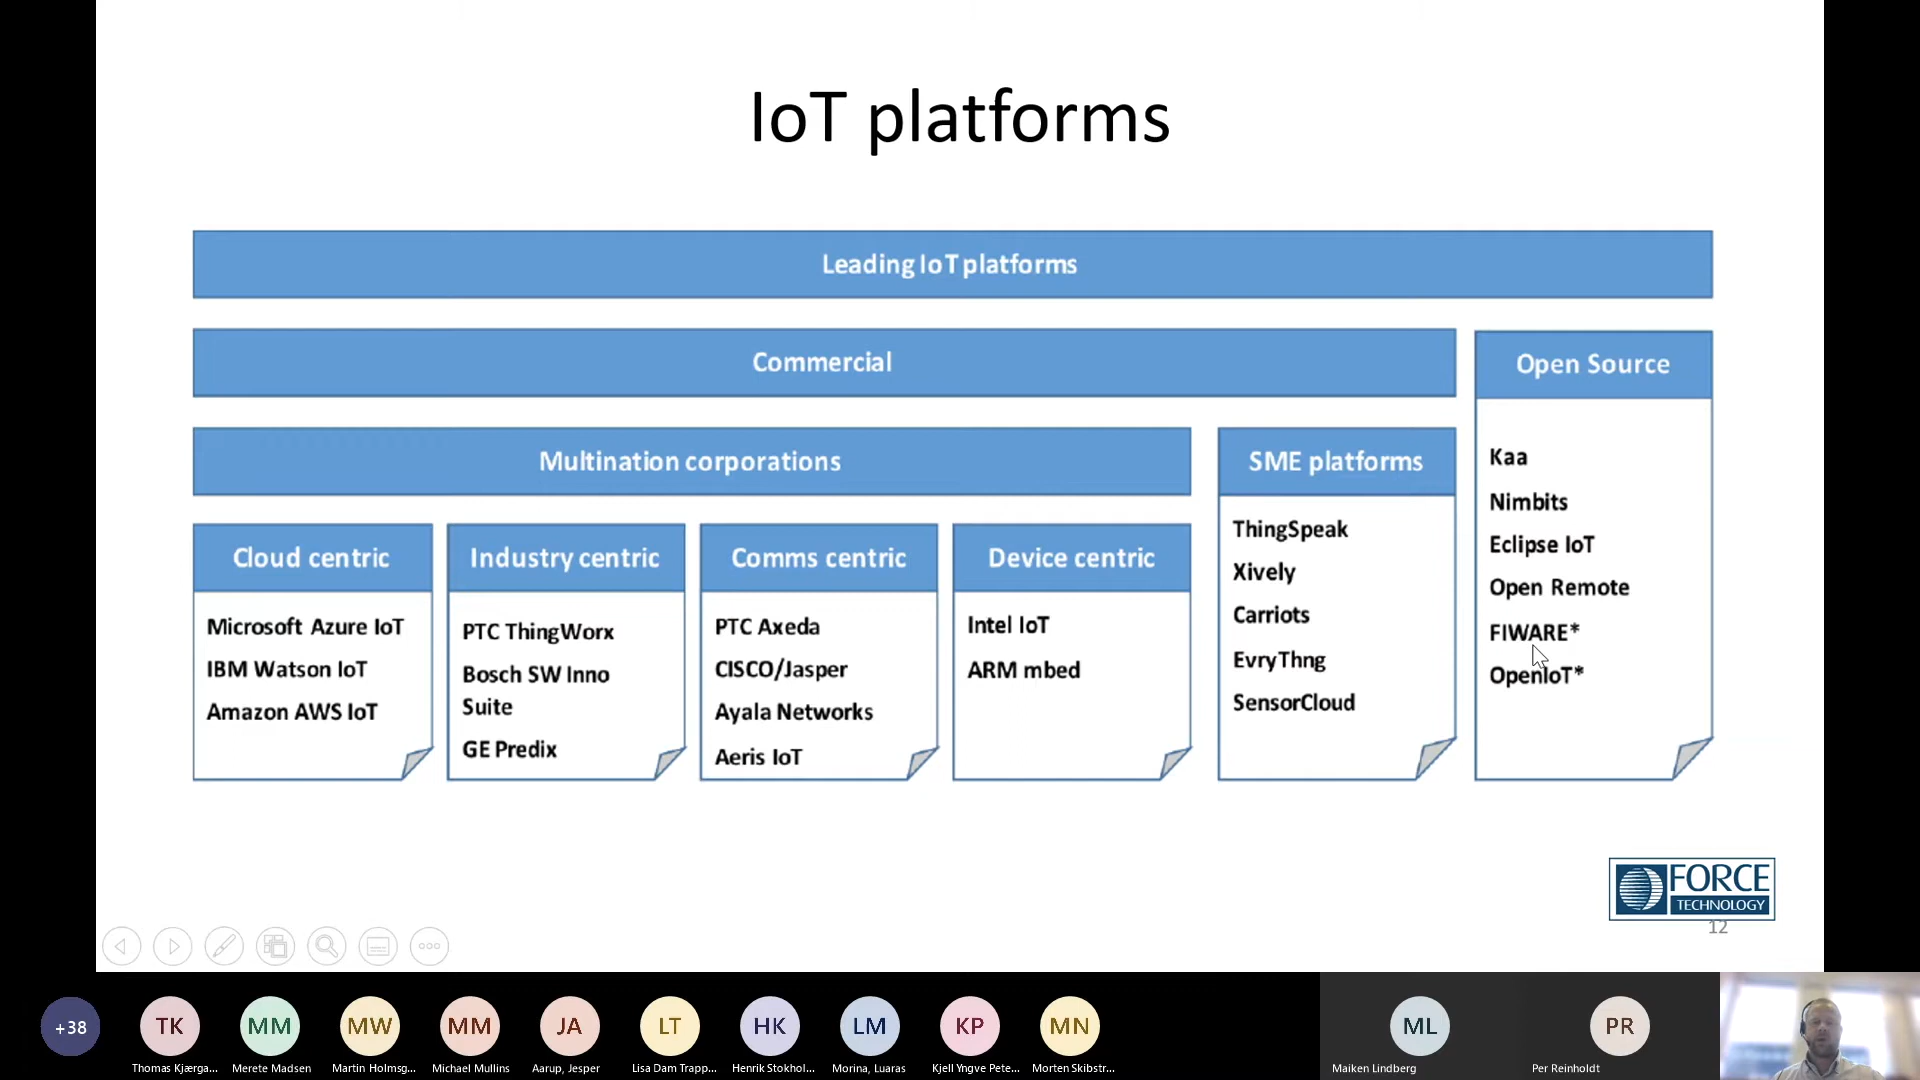 IoT platforms
Leading IoT platforms
Commercial
Open Source
Multination corporations
SME platforms
Cloud centric
Industry centric
Comms centric
Device centric
Microsoft Azure IoT
IBM Watson IoT
Amazon AWS IoT
PTC ThingWorx
Bosch SW Inno
Suite
GE Predix
PTC Axeda
CISCO/Jasper
Ayala Networks
Aeris IoT
Intel IoT
ARM mbed
ThingSpeak
Xively
Carriots
EvryThng
SensorCloud
Kaa
Nimbits
Eclipse IoT
Open Remote
FIWARE*
OpenIoT*
FORCE
TECHNOLOGY
12
+38
TK
MM
MW
MM
JA
LT
HK
LM
KP
MN
ML
PR
Thomas Kjærga...
Merete Madsen
Martin Holmsg...
Michael Mullins
Aarup, Jesper
Lisa Dam Trapp...
Henrik Stokhol...
Morina, Luaras
Kjell Yngve Pete...
Morten Skibstr...
Maiken Lindberg
Per Reinholdt